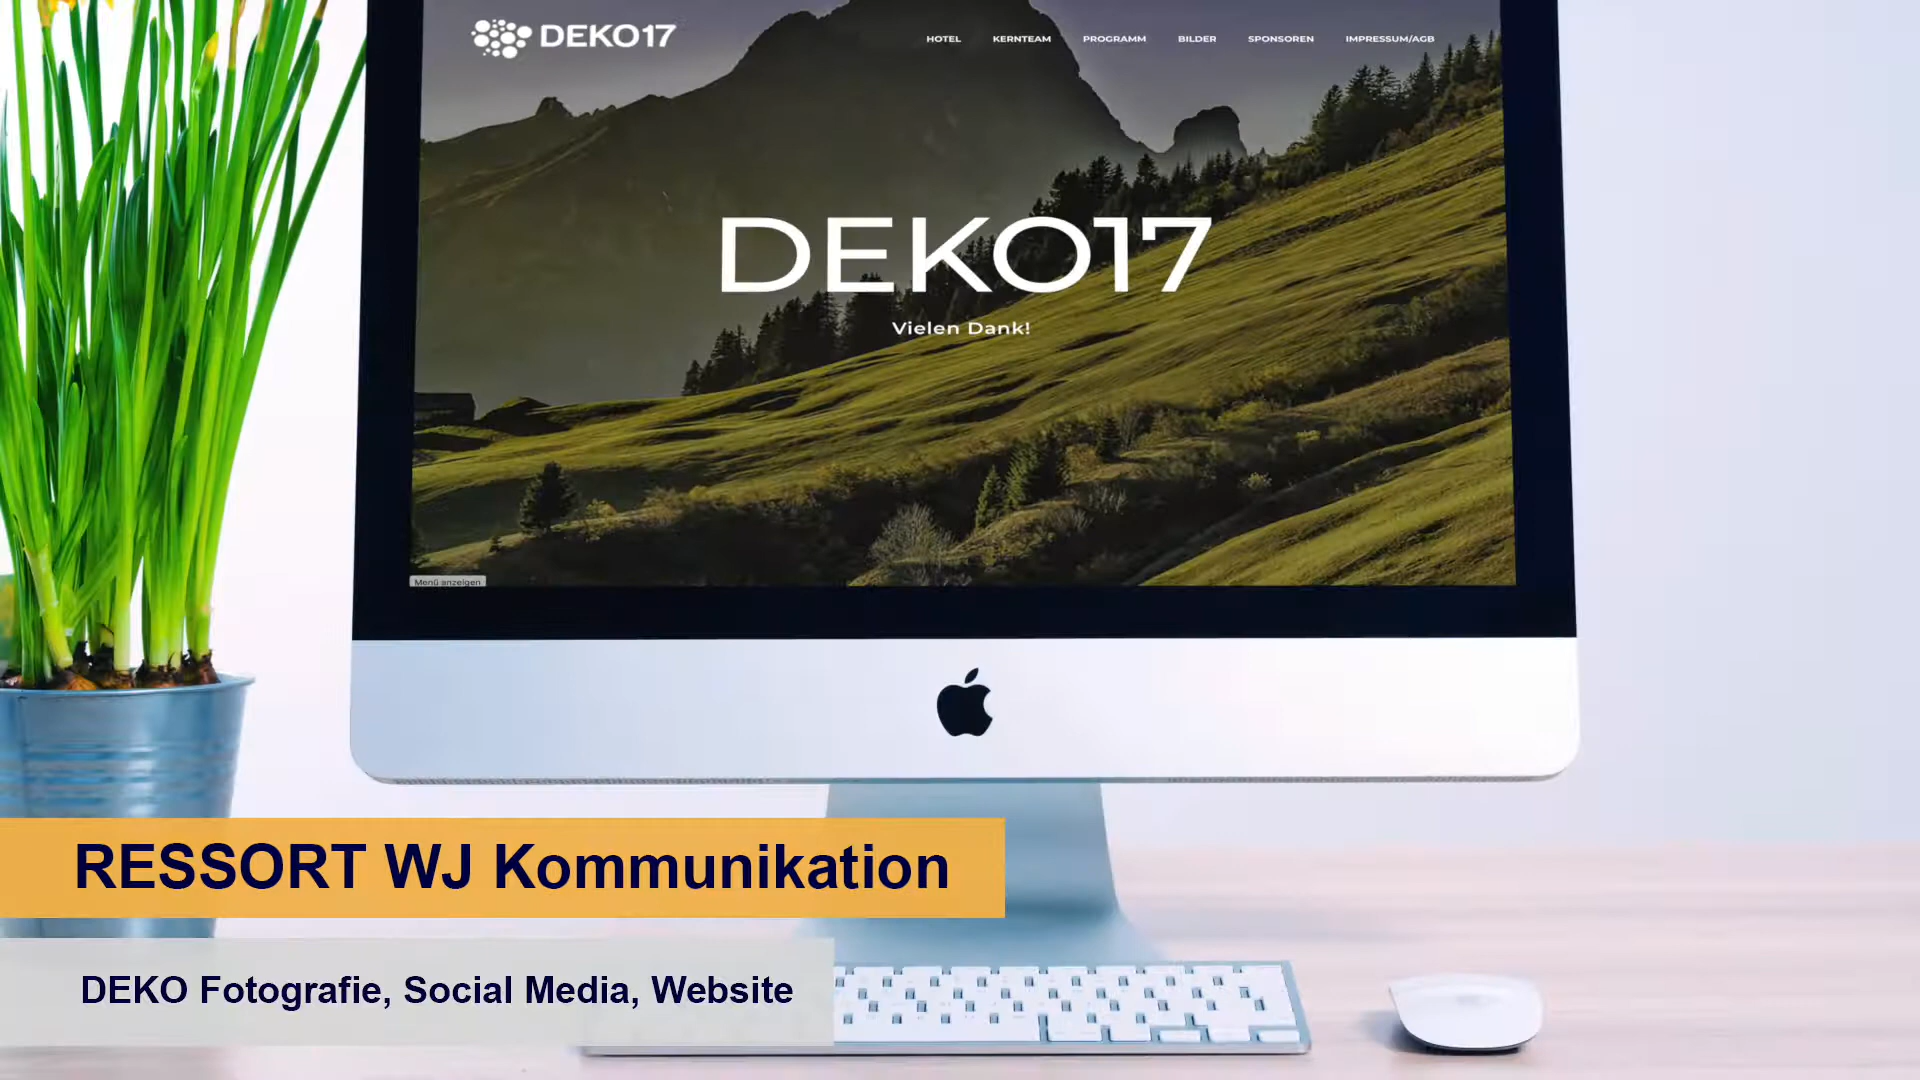 DEKO17
HOTEL KERNTEAM PROGRAMM BILDER SPONSOREN IMPRESSUM/AGB
DEKO17
Vielen Dank!
Menü anzeigen
RESSORT WJ Kommunikation
DEKO Fotografie, Social Media, Website